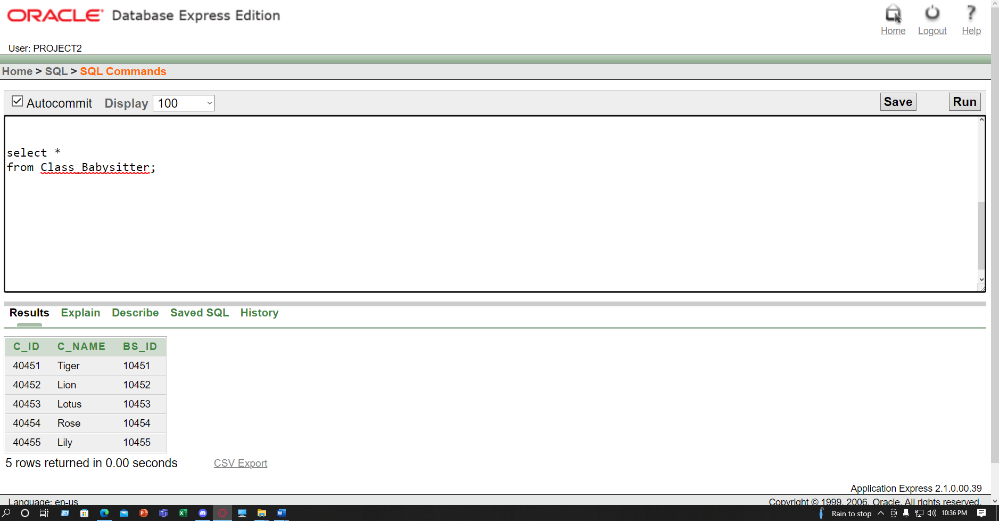 ORACLE Database Express Edition
Home Logout Help
User: PROJECT2
Home > SQL > SQL Commands
Autocommit Display 100 Save Run
select *
from Class_Babysitter;
Results Explain Describe Saved SQL History
C_ID C_NAME BS_ID
40451 Tiger 10451
40452 Lion 10452
40453 Lotus 10453
40454 Rose 10454
40455 Lily 10455
5 rows returned in 0.00 seconds CSV Export
Application Express 2.1.0.00.39
Language: en-us Copyright © 1999, 2006, Oracle. All rights reserved.
Rain to stop 10:36 PM